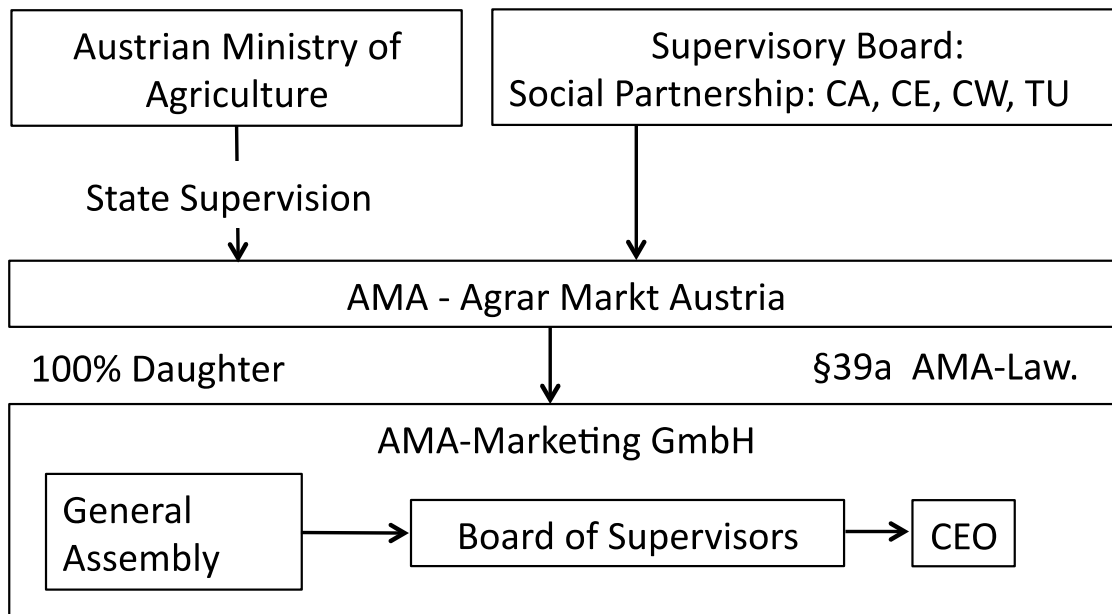 Austrian Ministry of
Agriculture
Supervisory Board:
Social Partnership: CA, CE, CW, TU
State Supervision
AMA - Agrar Markt Austria
100% Daughter
§39a AMA-Law.
AMA-Marketing GmbH
General
Assembly
Board of Supervisors
CEO